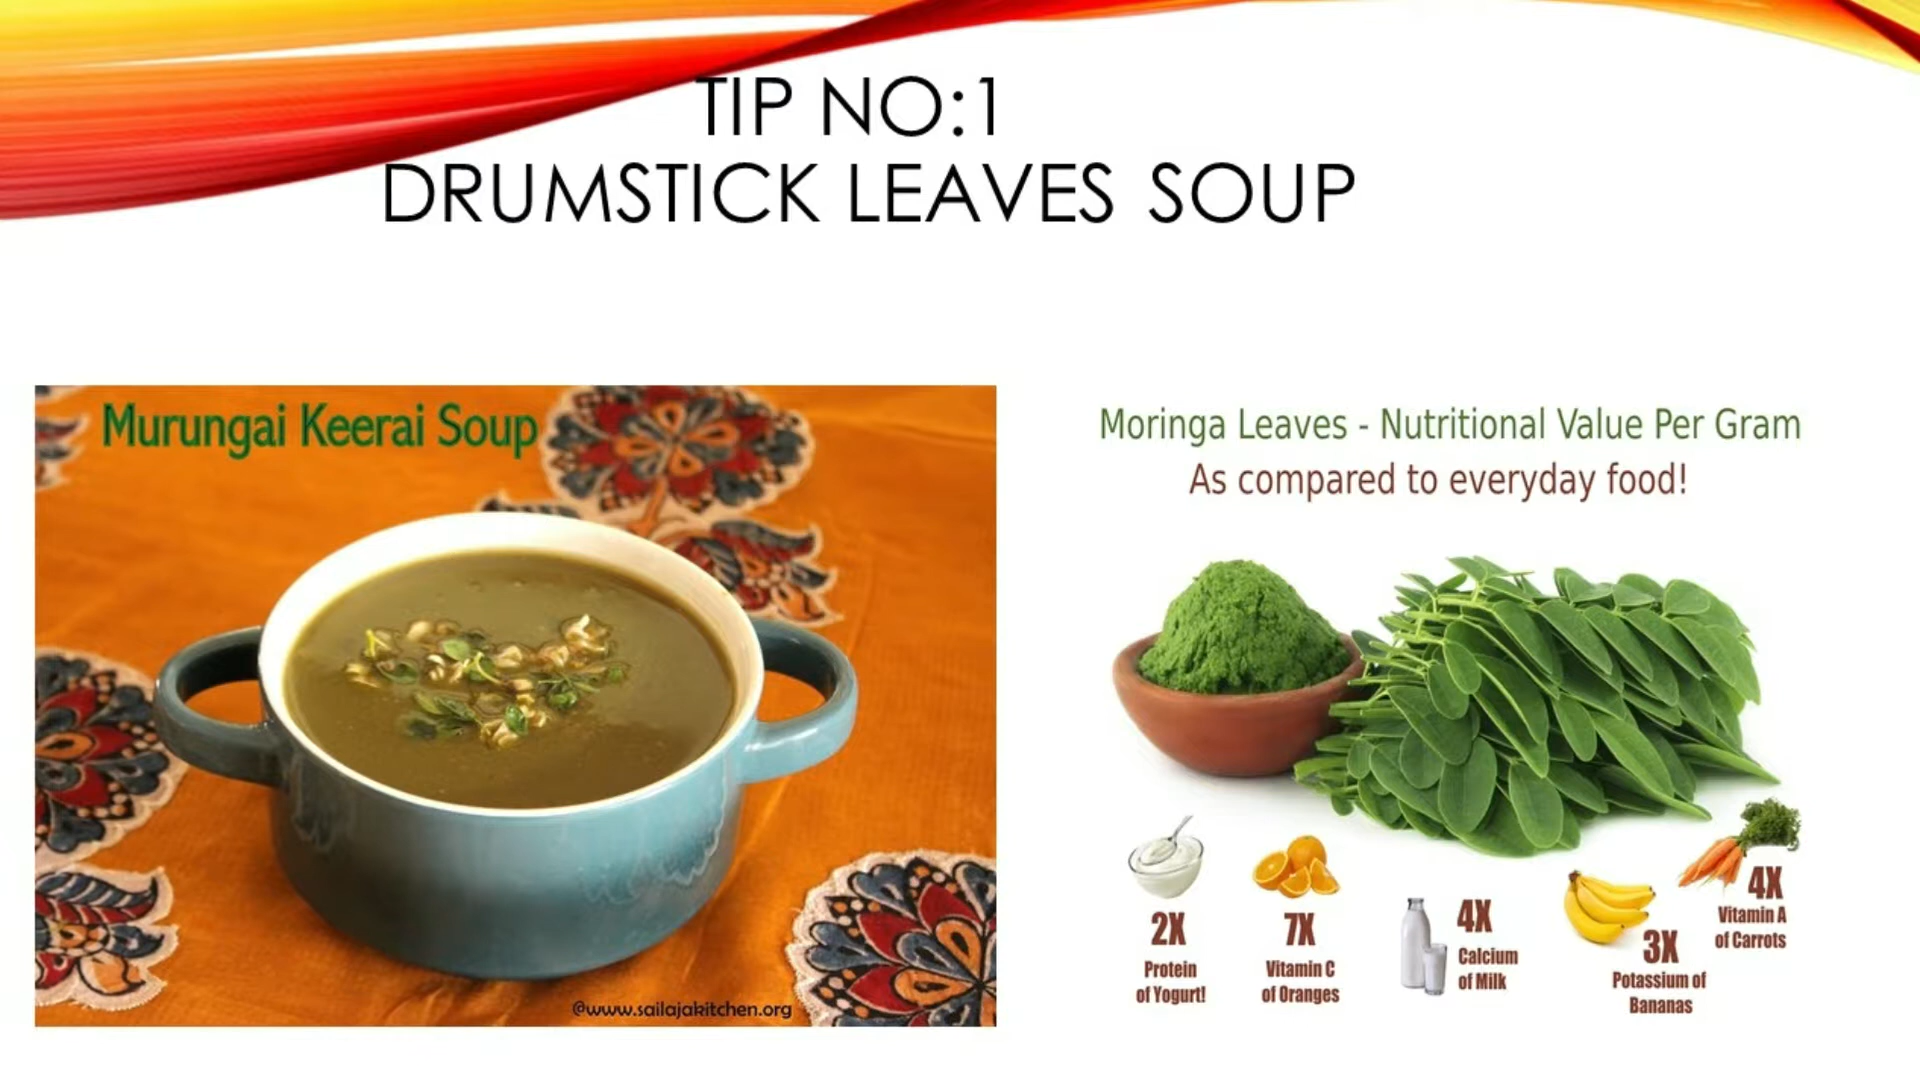 TIP NO:1
DRUMSTICK LEAVES SOUP
Murungai Keerai Soup
@www.sailajakitchen.org
Moringa Leaves - Nutritional Value Per Gram
As compared to everyday food!
2X
Protein
of Yogurt!
7X
Vitamin C
of Oranges
4X
Calcium
of Milk
3X
Potassium of
Bananas
4X
Vitamin A
of Carrots